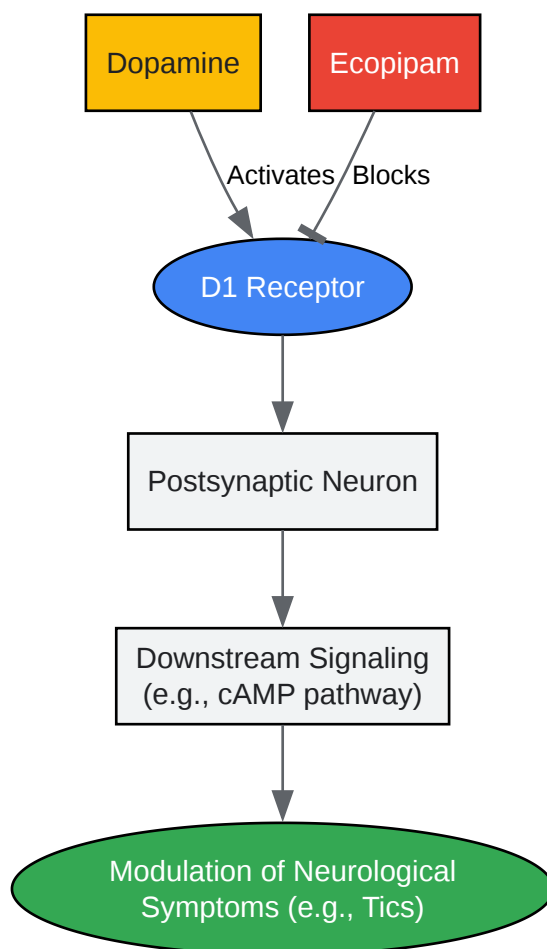 Dopamine
Ecopipam
Activates
Blocks
D1 Receptor
Postsynaptic Neuron
Downstream Signaling
(e.g., cAMP pathway)
Modulation of Neurological
Symptoms (e.g., Tics)